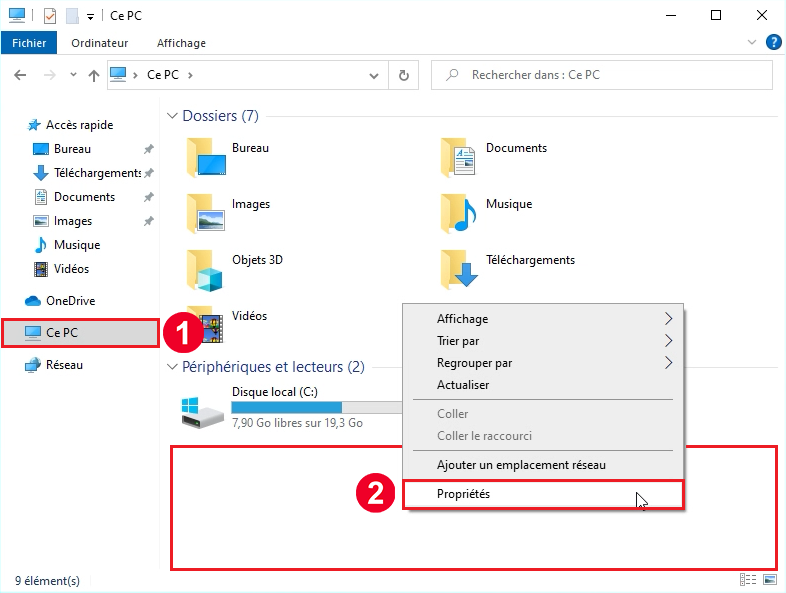 Ce PC
Fichier
Ordinateur
Affichage
?
Ce PC
Rechercher dans : Ce PC
Accès rapide
Bureau
Téléchargements
Documents
Images
Musique
Vidéos
OneDrive
Ce PC
1
Réseau
Dossiers (7)
Bureau
Documents
Images
Musique
Objets 3D
Téléchargements
Vidéos
Périphériques et lecteurs (2)
Disque local (C:)
7,90 Go libres sur 19,3 Go
Affichage
Trier par
Regrouper par
Actualiser
Coller
Coller le raccourci
Ajouter un emplacement réseau
2
Propriétés
9 élément(s)